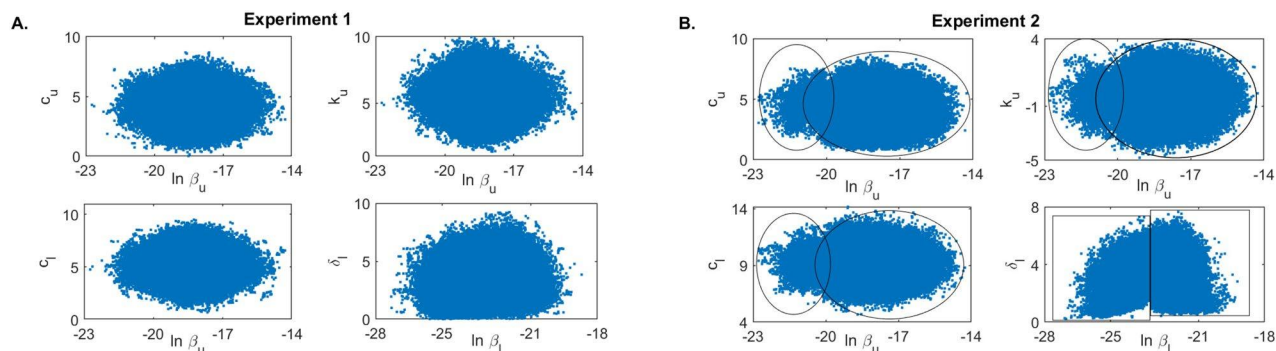 A.
Experiment 1
10
5
0
c_u
-23
-20
-17
-14
ln β_u
10
5
0
k_u
-23
-20
-17
-14
ln β_u
10
5
0
c_l
-23
-20
-17
-14
ln β_u
10
5
0
δ_l
-28
-24
-21
-18
ln β_l
B.
Experiment 2
10
5
0
c_u
-23
-20
-17
-14
ln β_u
4
-1
-5
k_u
-23
-20
-17
-14
ln β_u
14
9
4
c_l
-23
-20
-17
-14
ln β_u
8
4
0
δ_l
-28
-25
-21
-18
ln β_l